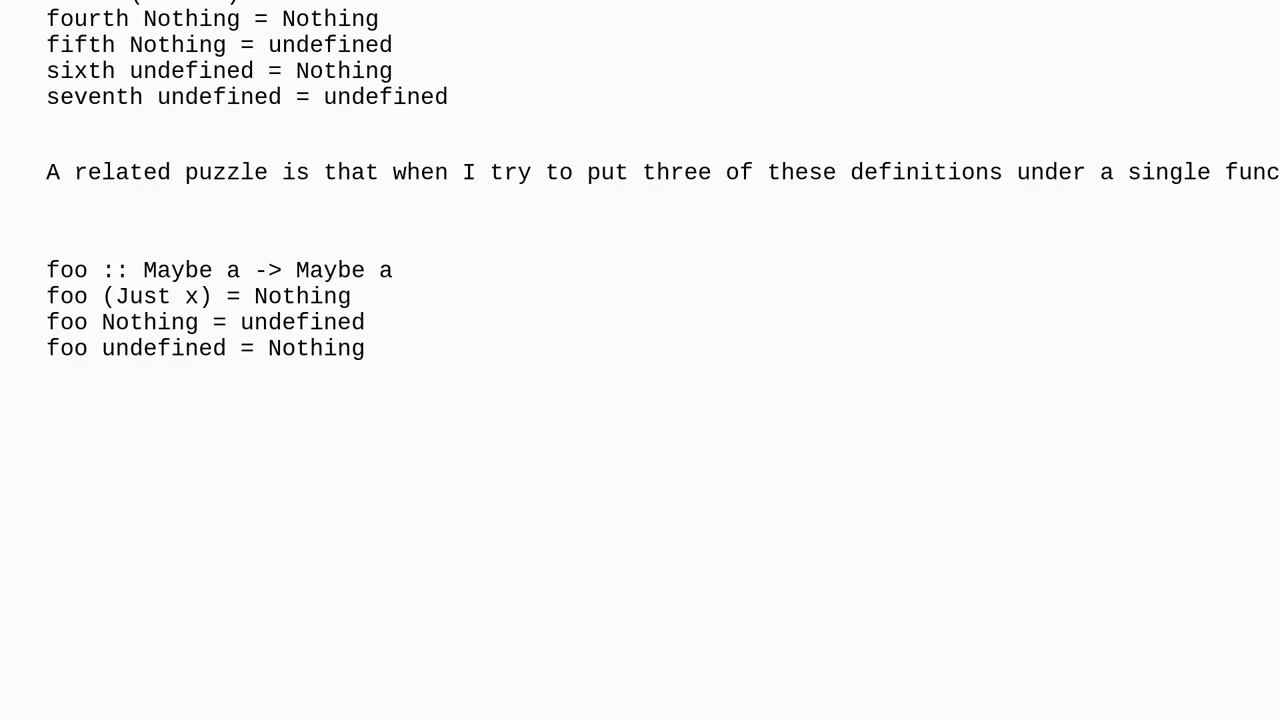 fourth Nothing = Nothing
fifth Nothing = undefined
sixth undefined = Nothing
seventh undefined = undefined
A related puzzle is that when I try to put three of these definitions under a single func
foo :: Maybe a -> Maybe a
foo (Just x) = Nothing
foo Nothing = undefined
foo undefined = Nothing